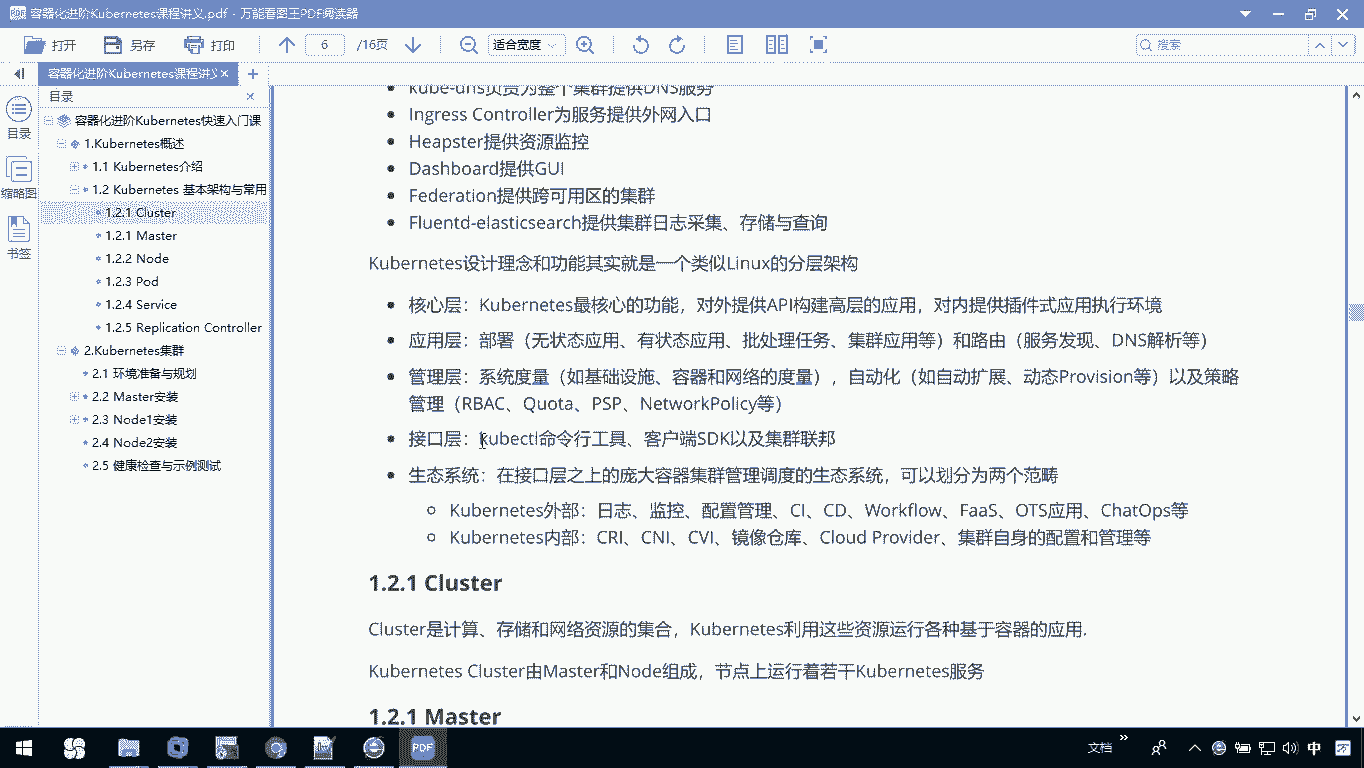 容器化进阶Kubernetes课程讲义.pdf - 万能看图王PDF阅读器
打开 另存 打印 6 /16页 适合宽度 搜索
容器化进阶Kubernetes课程讲义
目录
目录
缩略图
书签
容器化进阶Kubernetes快速入门课
1.Kubernetes概述
1.1 Kubernetes介绍
1.2 Kubernetes 基本架构与常用
1.2.1 Cluster
1.2.1 Master
1.2.2 Node
1.2.3 Pod
1.2.4 Service
1.2.5 Replication Controller
2.Kubernetes集群
2.1 环境准备与规划
2.2 Master安装
2.3 Node1安装
2.4 Node2安装
2.5 健康检查与示例测试
kube-dns负责为整个集群提供DNS服务
Ingress Controller为服务提供外网入口
Heapster提供资源监控
Dashboard提供GUI
Federation提供跨可用区的集群
Fluentd-elasticsearch提供集群日志采集、存储与查询
Kubernetes设计理念和功能其实就是一个类似Linux的分层架构
核心层：Kubernetes最核心的功能，对外提供API构建高层的应用，对内提供插件式应用执行环境
应用层：部署（无状态应用、有状态应用、批处理任务、集群应用等）和路由（服务发现、DNS解析等）
管理层：系统度量（如基础设施、容器和网络的度量），自动化（如自动扩展、动态Provision等）以及策略
管理（RBAC、Quota、PSP、NetworkPolicy等）
接口层：kubectl命令行工具、客户端SDK以及集群联邦
生态系统：在接口层之上的庞大容器集群管理调度的生态系统，可以划分为两个范畴
Kubernetes外部：日志、监控、配置管理、CI、CD、Workflow、FaaS、OTS应用、ChatOps等
Kubernetes内部：CRI、CNI、CVI、镜像仓库、Cloud Provider、集群自身的配置和管理等
1.2.1 Cluster
Cluster是计算、存储和网络资源的集合，Kubernetes利用这些资源运行各种基于容器的应用.
Kubernetes Cluster由Master和Node组成，节点上运行着若干Kubernetes服务
1.2.1 Master
PDF 文档 中